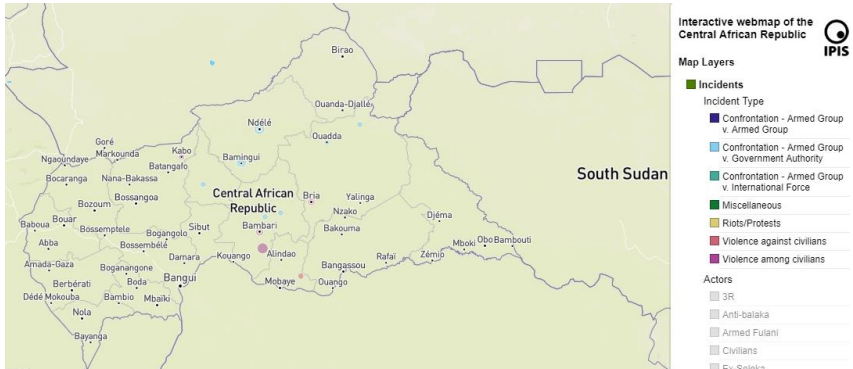 Interactive webmap of the
Central African Republic
IPIS
Map Layers
Incidents
Incident Type
Confrontation - Armed Group
v. Armed Group
Confrontation - Armed Group
v. Government Authority
Confrontation - Armed Group
v. International Force
Miscellaneous
Riots/Protests
Violence against civilians
Violence among civilians
Actors
3R
Anti-balaka
Armed Fulani
Civilians
Ex-Seleka
Birao
Ouanda-Djallé
Ndélé
Ouadda
Goré
Markounda
Kabo
Ngaoundaye
Batangafo
Bamingui
Bocaranga
Nana-Bakassa
South Sudan
Central African
Republic
Bria
Yalinga
Bossangoa
Bozoum
Nzako
Djéma
Bouar
Baboua
Bossemptele
Bogangolo
Sibut
Bambari
Bakouma
Abba
Bossembélé
Mboki
Obo
Bambouti
Damara
Kouango
Alindao
Rafaï
Zémio
Amada-Gaza
Boganangone
Bangui
Bangassou
Berbérati
Boda
Mobaye
Ouango
Dédé Mokouba
Bambio
Mbaïki
Nola
Bayanga